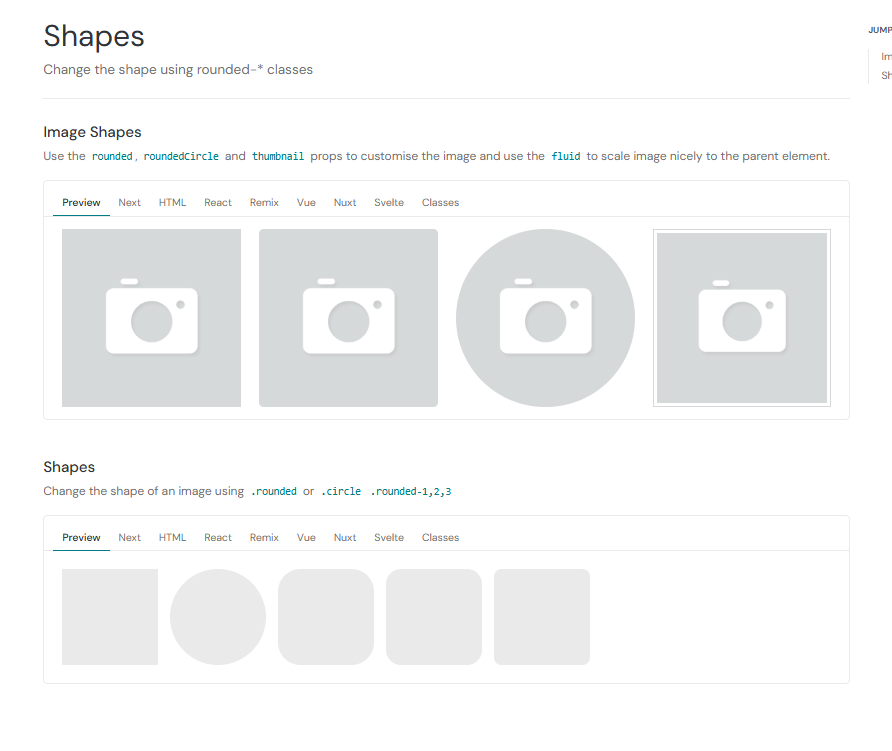 Shapes
Change the shape using rounded-* classes
JUMP
Im
Sh
Image Shapes
Use the rounded, roundedCircle and thumbnail props to customise the image and use the fluid to scale image nicely to the parent element.
Preview Next HTML React Remix Vue Nuxt Svelte Classes
Shapes
Change the shape of an image using .rounded or .circle .rounded-1,2,3
Preview Next HTML React Remix Vue Nuxt Svelte Classes